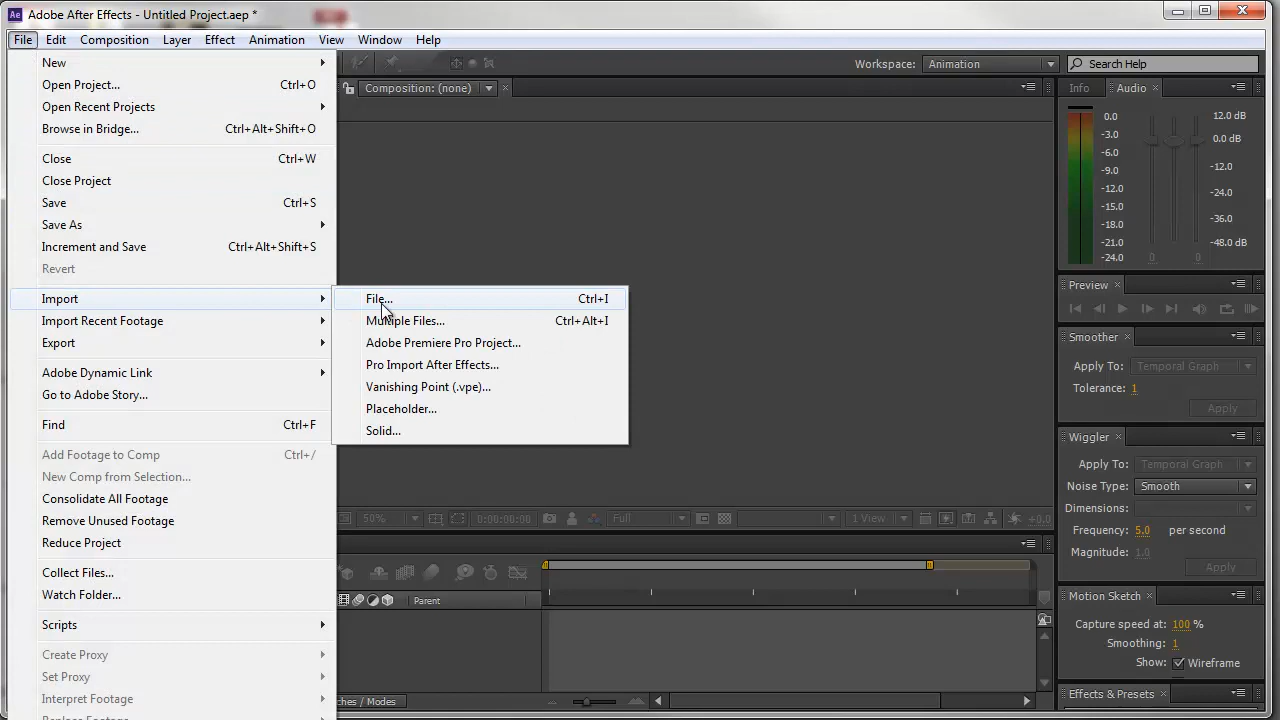 Ae Adobe After Effects - Untitled Project.aep *
File Edit Composition Layer Effect Animation View Window Help
Workspace: Animation Search Help
New
Open Project... Ctrl+O
Open Recent Projects
Browse in Bridge... Ctrl+Alt+Shift+O
Close Ctrl+W
Close Project
Save Ctrl+S
Save As
Increment and Save Ctrl+Alt+Shift+S
Revert
Import
Import Recent Footage
Export
Adobe Dynamic Link
Go to Adobe Story...
Find Ctrl+F
Add Footage to Comp Ctrl+/
New Comp from Selection...
Consolidate All Footage
Remove Unused Footage
Reduce Project
Collect Files...
Watch Folder...
Scripts
Create Proxy
Set Proxy
Interpret Footage
File... Ctrl+I
Multiple Files... Ctrl+Alt+I
Adobe Premiere Pro Project...
Pro Import After Effects...
Vanishing Point (.vpe)...
Placeholder...
Solid...
Composition: (none)
50% 0:00:00:00 Full 1 View +0.0
Parent
ches / Modes
Info Audio
0.0 12.0 dB
-3.0 0.0 dB
-6.0
-9.0 -12.0
-12.0 -24.0
-15.0
-18.0 -36.0
-21.0 -48.0 dB
-24.0 0 0
Preview
Smoother
Apply To: Temporal Graph
Tolerance: 1
Apply
Wiggler
Apply To: Temporal Graph
Noise Type: Smooth
Dimensions:
Frequency: 5.0 per second
Magnitude: 1.0
Apply
Motion Sketch
Capture speed at: 100 %
Smoothing: 1
Show: Wireframe
Effects & Presets